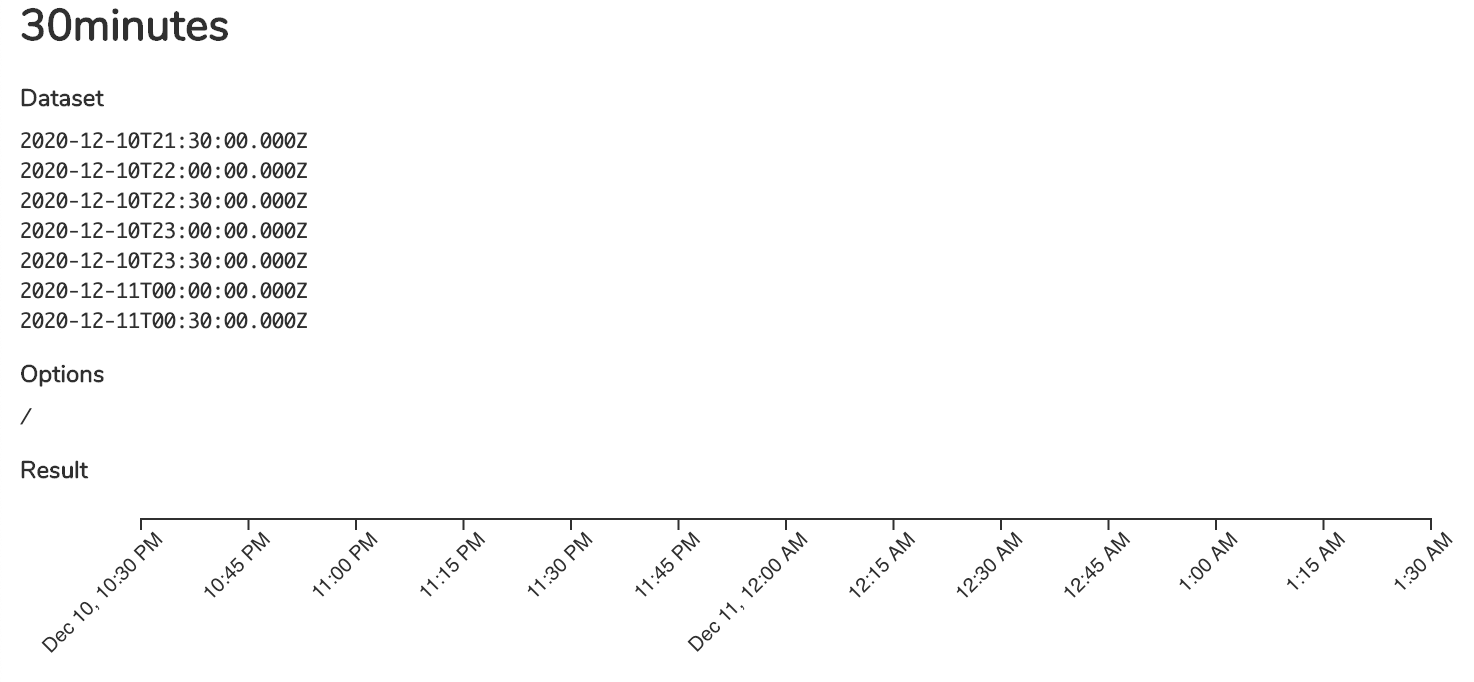 30minutes
Dataset
2020-12-10T21:30:00.000Z
2020-12-10T22:00:00.000Z
2020-12-10T22:30:00.000Z
2020-12-10T23:00:00.000Z
2020-12-10T23:30:00.000Z
2020-12-11T00:00:00.000Z
2020-12-11T00:30:00.000Z
Options
/
Result
Dec 10, 10:30 PM
10:45 PM
11:00 PM
11:15 PM
11:30 PM
11:45 PM
Dec 11, 12:00 AM
12:15 AM
12:30 AM
12:45 AM
1:00 AM
1:15 AM
1:30 AM